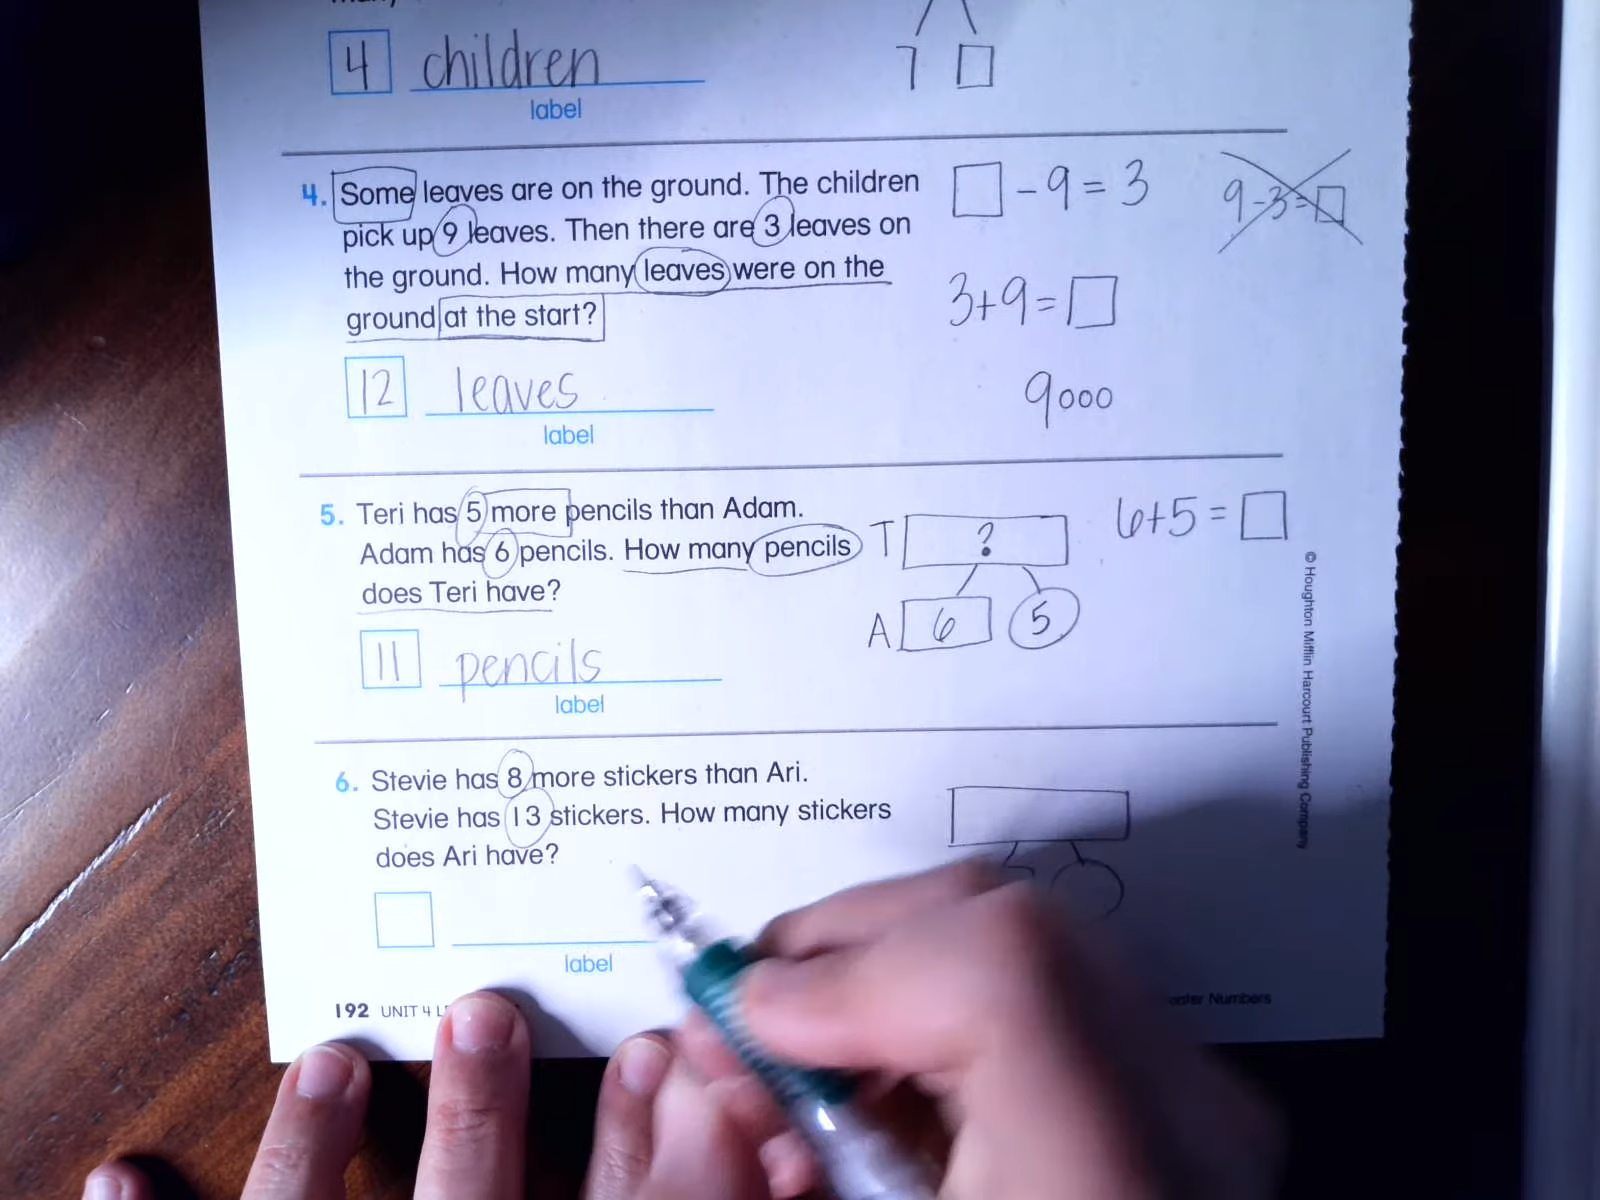 4 children
7
label
4. Some leaves are on the ground. The children
pick up 9 leaves. Then there are 3 leaves on
the ground. How many leaves were on the
ground at the start?
□ - 9 = 3
9-3=□
3+9=□
12 leaves
9ooo
label
5. Teri has 5 more pencils than Adam.
Adam has 6 pencils. How many pencils
does Teri have?
T ?
A 6 5
6+5=□
11 pencils
label
6. Stevie has 8 more stickers than Ari.
Stevie has 13 stickers. How many stickers
does Ari have?
label
192 UNIT 4
Numbers
© Houghton Mifflin Harcourt Publishing Company